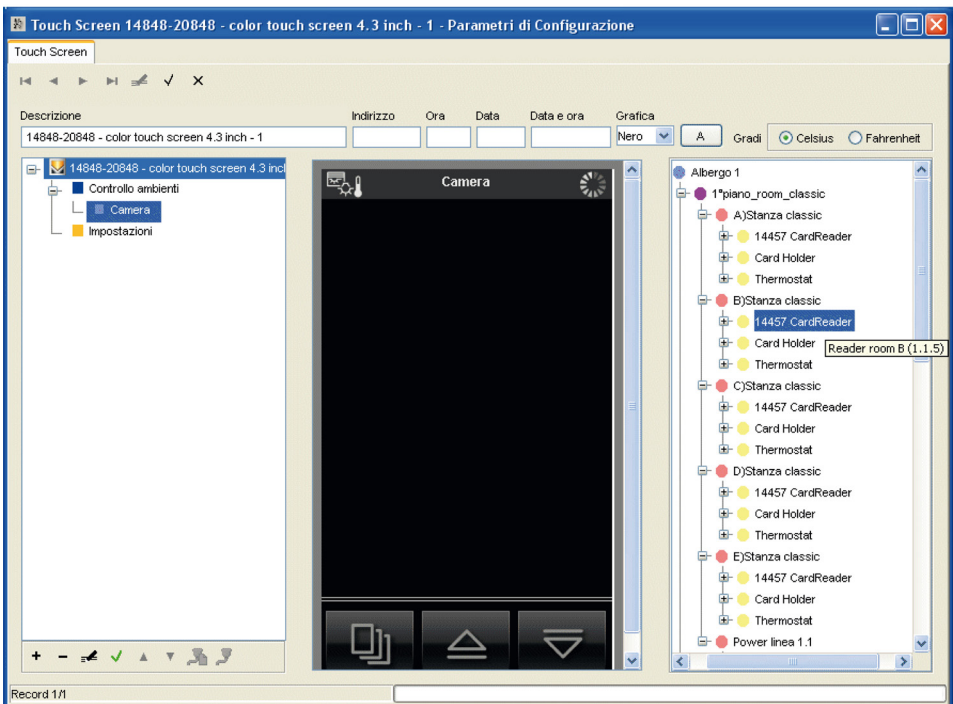 Touch Screen 14848-20848 - color touch screen 4.3 inch - 1 - Parametri di Configurazione
Touch Screen
Descrizione Indirizzo Ora Data Data e ora Grafica
14848-20848 - color touch screen 4.3 inch - 1 Nero A Gradi Celsius Fahrenheit
14848-20848 - color touch screen 4.3 incl
Controllo ambienti
Camera
Impostazioni
Camera
Albergo 1
1°piano_room_classic
A)Stanza classic
14457 CardReader
Card Holder
Thermostat
B)Stanza classic
14457 CardReader
Card Holder
Reader room B (1.1.5)
Thermostat
C)Stanza classic
14457 CardReader
Card Holder
Thermostat
D)Stanza classic
14457 CardReader
Card Holder
Thermostat
E)Stanza classic
14457 CardReader
Card Holder
Thermostat
Power linea 1.1
Record 1/1